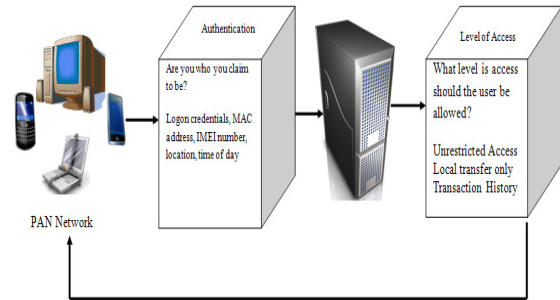 Authentication
Are you who you claim
to be?
Logon credentials, MAC
address, IMEI number,
location, time of day
Level of Access
What level is access
should the user be
allowed?
Unrestricted Access
Local transfer only
Transaction History
PAN Network